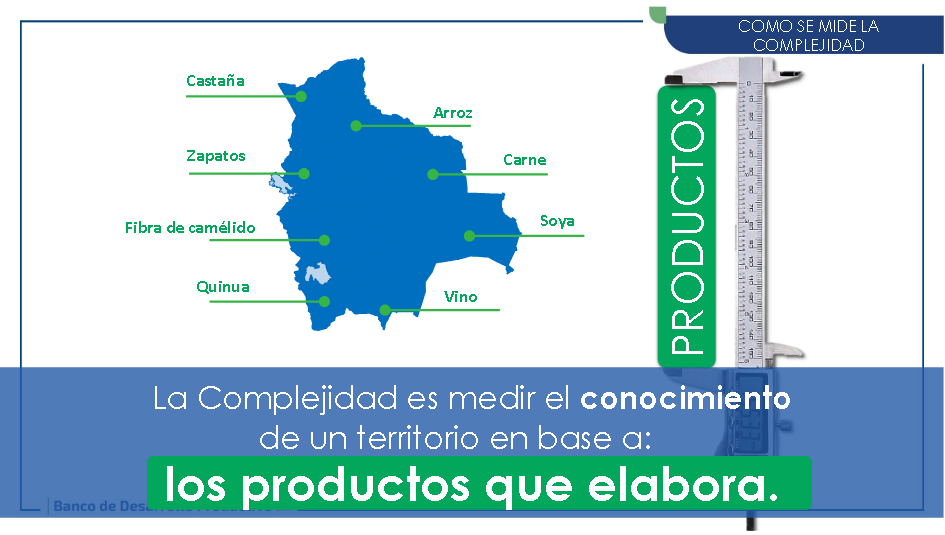 COMO SE MIDE LA
COMPLEJIDAD
Castaña
Arroz
Zapatos
Carne
Fibra de camélido
Soya
Quinua
Vino
PRODUCTOS
La Complejidad es medir el conocimiento
de un territorio en base a:
los productos que elabora.
Banco de